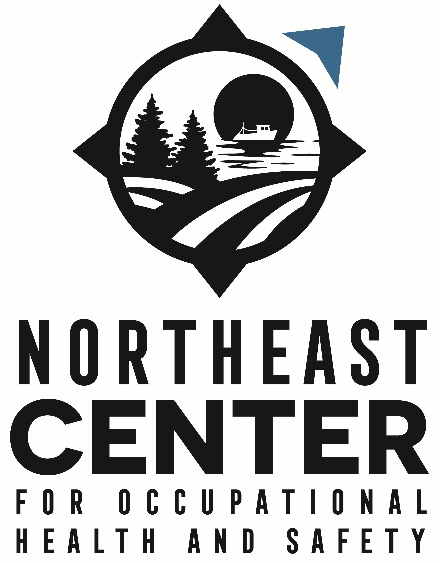 NORTHEAST
CENTER
FOR OCCUPATIONAL
HEALTH AND SAFETY